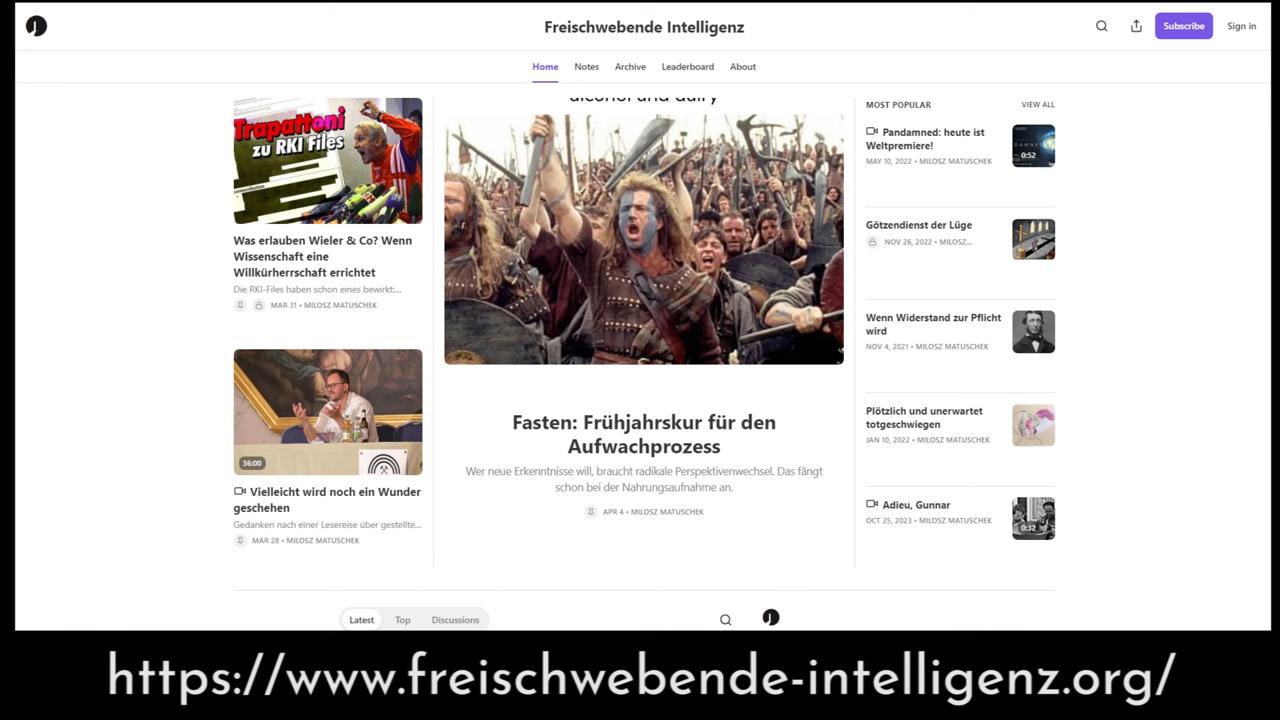 Freischwebende Intelligenz
Subscribe
Sign in
Home
Notes
Archive
Leaderboard
About
Trapattoni
zu RKI Files
Was erlauben Wieler & Co? Wenn
Wissenschaft eine
Willkürherrschaft errichtet
Die RKI-Files haben schon eines bewirkt:...
MAR 31 • MILOSZ MATUSCHEK
36:00
Vielleicht wird noch ein Wunder
geschehen
Gedanken nach einer Lesereise über gestellte...
MAR 28 • MILOSZ MATUSCHEK
alcohol and dairy
Fasten: Frühjahrskur für den
Aufwachprozess
Wer neue Erkenntnisse will, braucht radikale Perspektivenwechsel. Das fängt
schon bei der Nahrungsaufnahme an.
APR 4 • MILOSZ MATUSCHEK
MOST POPULAR
VIEW ALL
Pandamned: heute ist
Weltpremiere!
MAY 10, 2022 • MILOSZ MATUSCHEK
0:52
Götzendienst der Lüge
NOV 26, 2022 • MILOSZ...
Wenn Widerstand zur Pflicht
wird
NOV 4, 2021 • MILOSZ MATUSCHEK
Plötzlich und unerwartet
totgeschwiegen
JAN 10, 2022 • MILOSZ MATUSCHEK
Adieu, Gunnar
OCT 25, 2023 • MILOSZ MATUSCHEK
0:32
Latest
Top
Discussions
https://www.freischwebende-intelligenz.org/